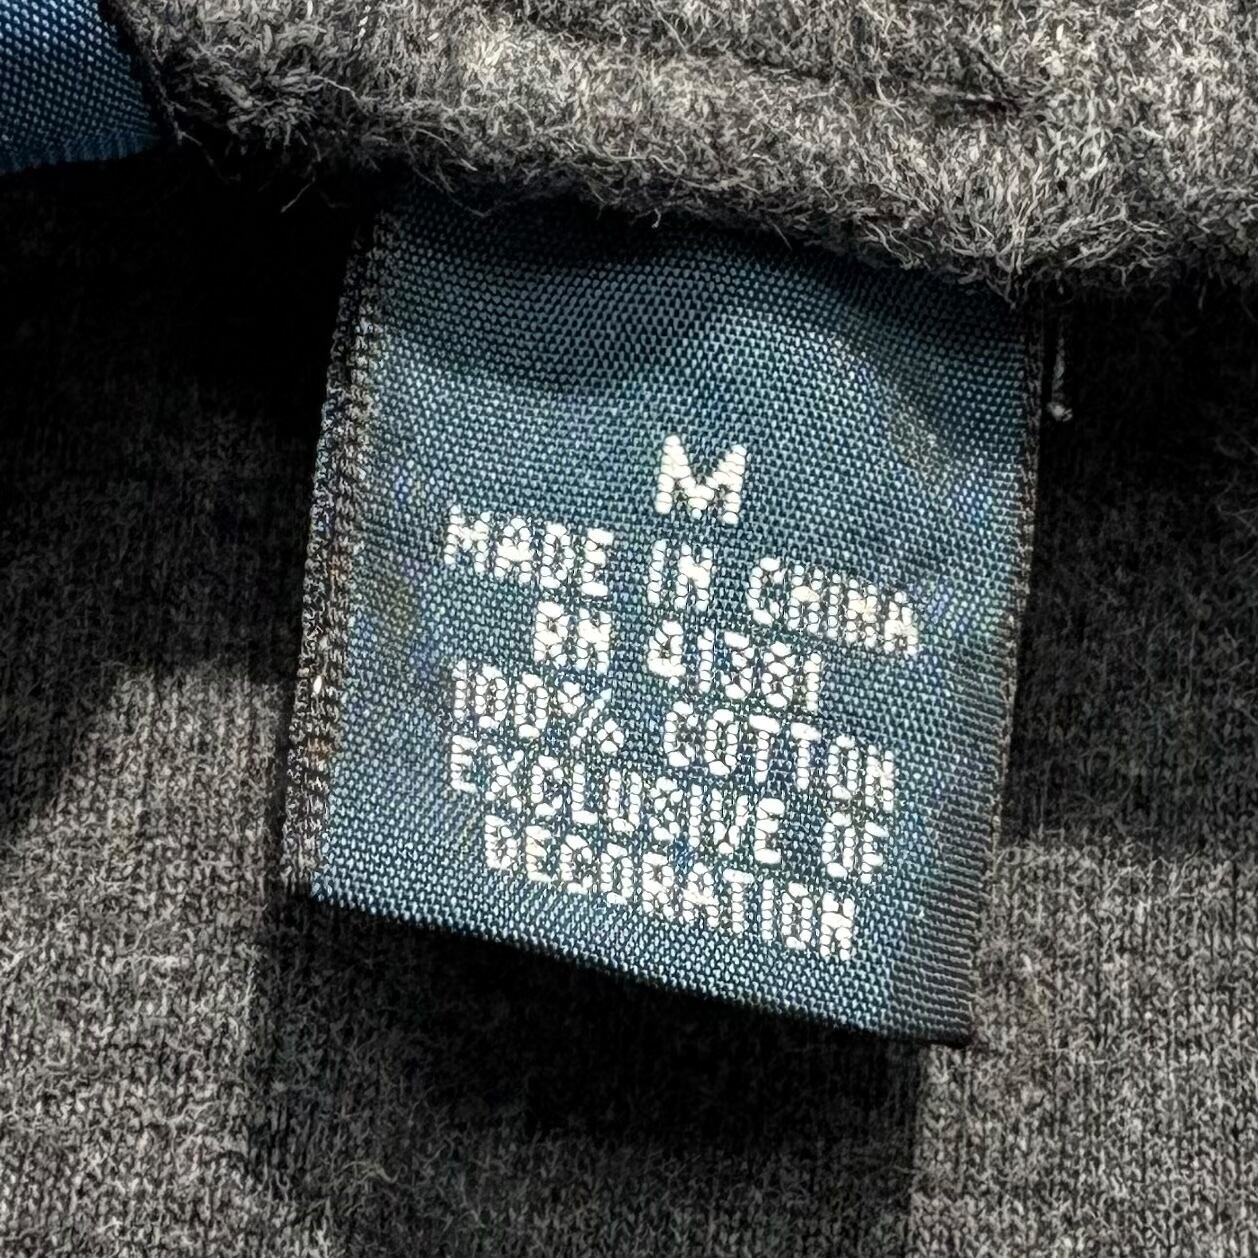 M
MADE IN CHINA
RN 41381
100% COTTON
EXCLUSIVE OF
DECORATION